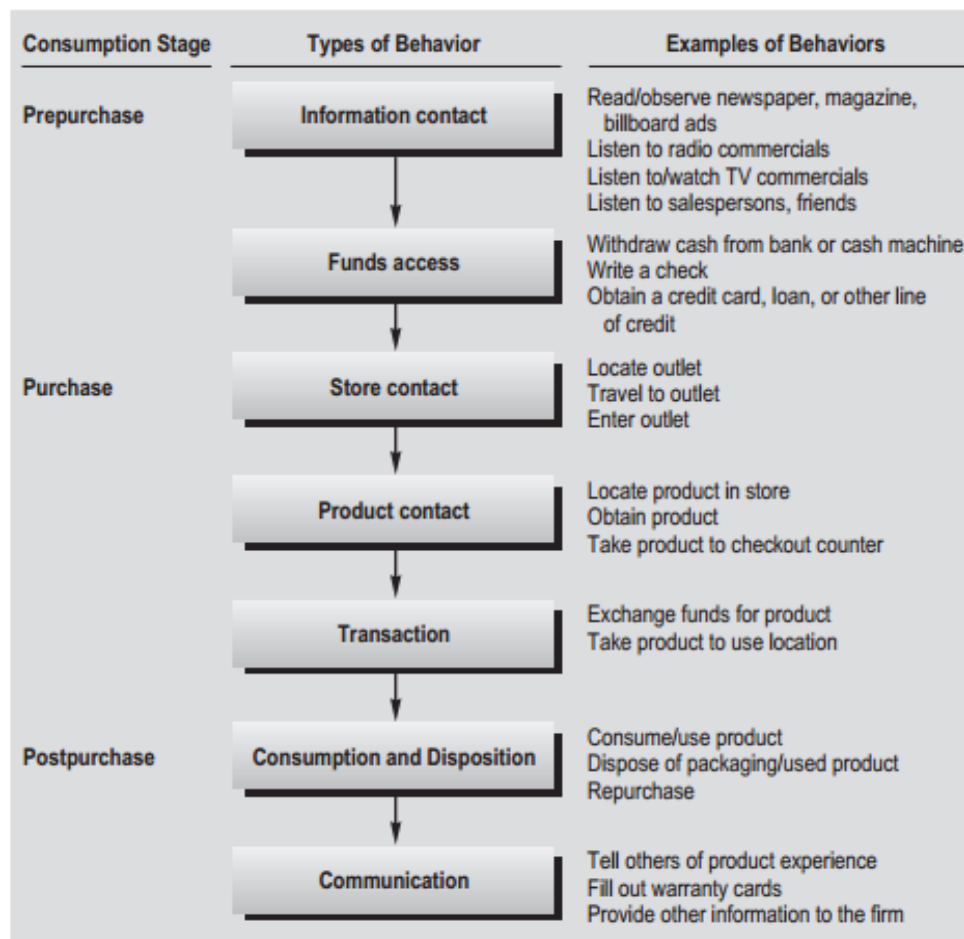 Consumption Stage Types of Behavior Examples of Behaviors
Prepurchase
Information contact
Read/observe newspaper, magazine,
billboard ads
Listen to radio commercials
Listen to/watch TV commercials
Listen to salespersons, friends
Funds access
Withdraw cash from bank or cash machine
Write a check
Obtain a credit card, loan, or other line
of credit
Purchase
Store contact
Locate outlet
Travel to outlet
Enter outlet
Product contact
Locate product in store
Obtain product
Take product to checkout counter
Transaction
Exchange funds for product
Take product to use location
Postpurchase
Consumption and Disposition
Consume/use product
Dispose of packaging/used product
Repurchase
Communication
Tell others of product experience
Fill out warranty cards
Provide other information to the firm